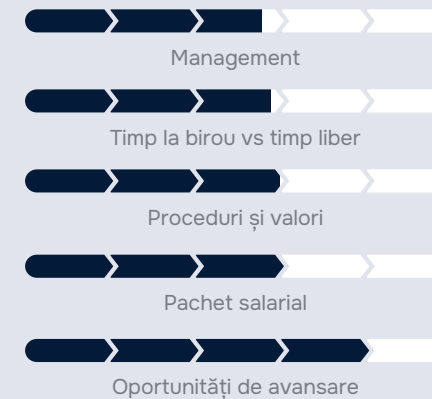 Management
Timp la birou vs timp liber
Proceduri și valori
Pachet salarial
Oportunități de avansare